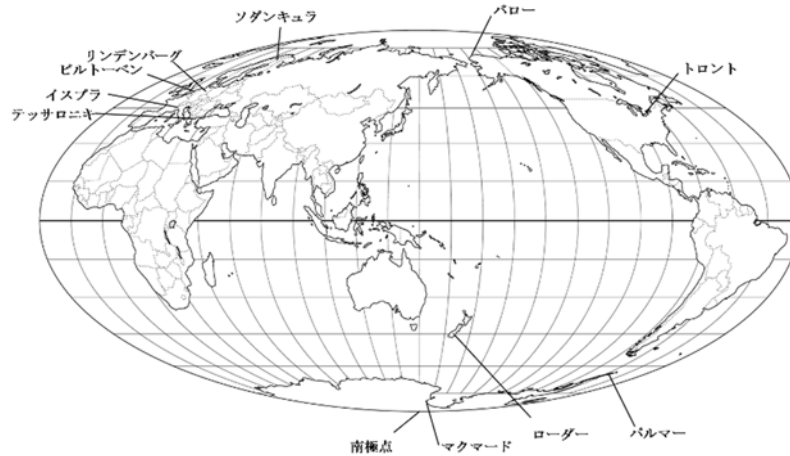 ソダンキュラ
バロー
リンデンバーグ
ビルトーベン
トロント
イスプラ
テッサロニキ
ローダー
パルマー
南極点
マクマード